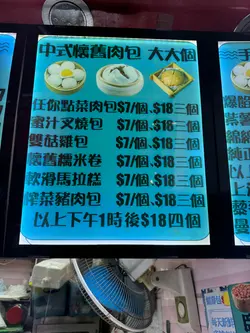 中式懷舊肉包 大大個
任你點菜肉包 $7/個、$18三個
蜜汁叉燒包 $7/個、$18三個
雙菇雞包 $7/個、$18三個
懷舊糯米卷 $7/個、$18三個
軟滑馬拉糕 $7/個、$18三個
榨菜豬肉包 $7/個、$18三個
以上下午1時後$18四個